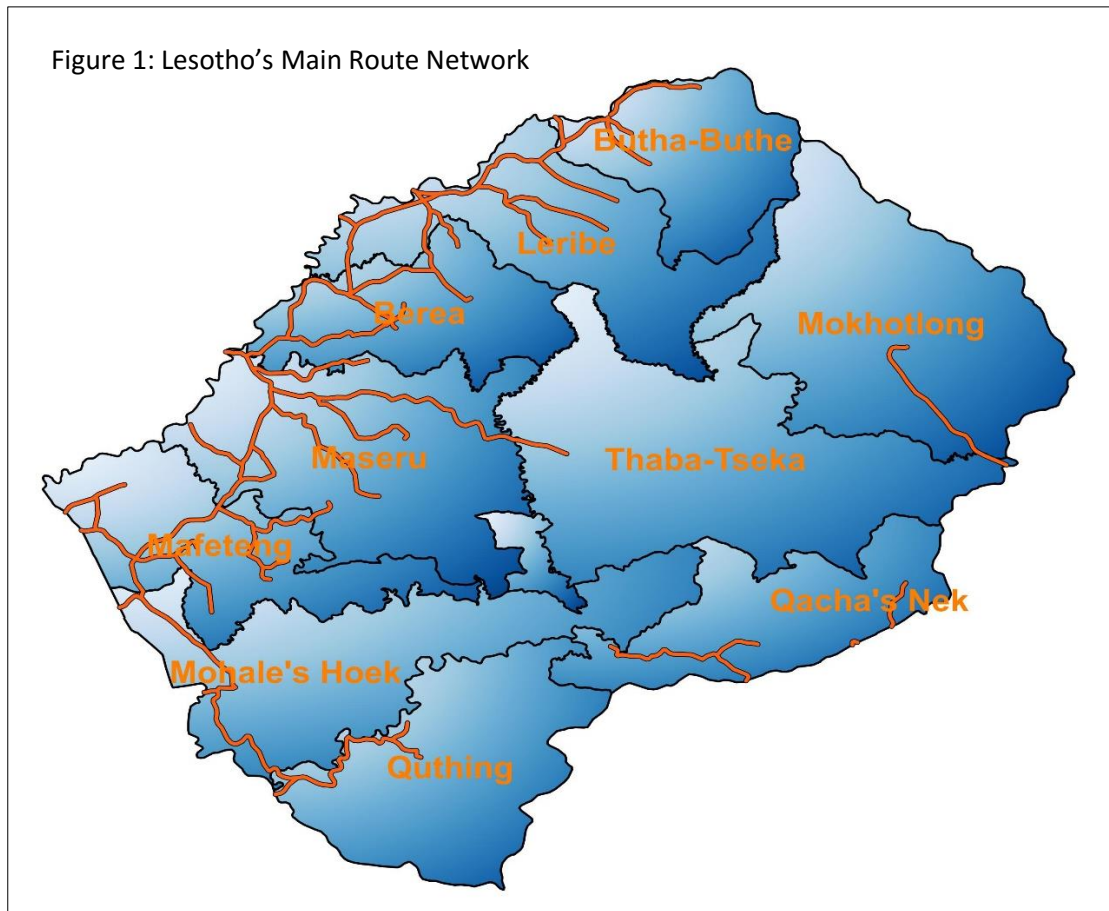 Figure 1: Lesotho’s Main Route Network
Butha-Buthe
Leribe
Berea
Mokhotlong
Maseru
Thaba-Tseka
Mafeteng
Qacha's Nek
Mohale's Hoek
Quthing